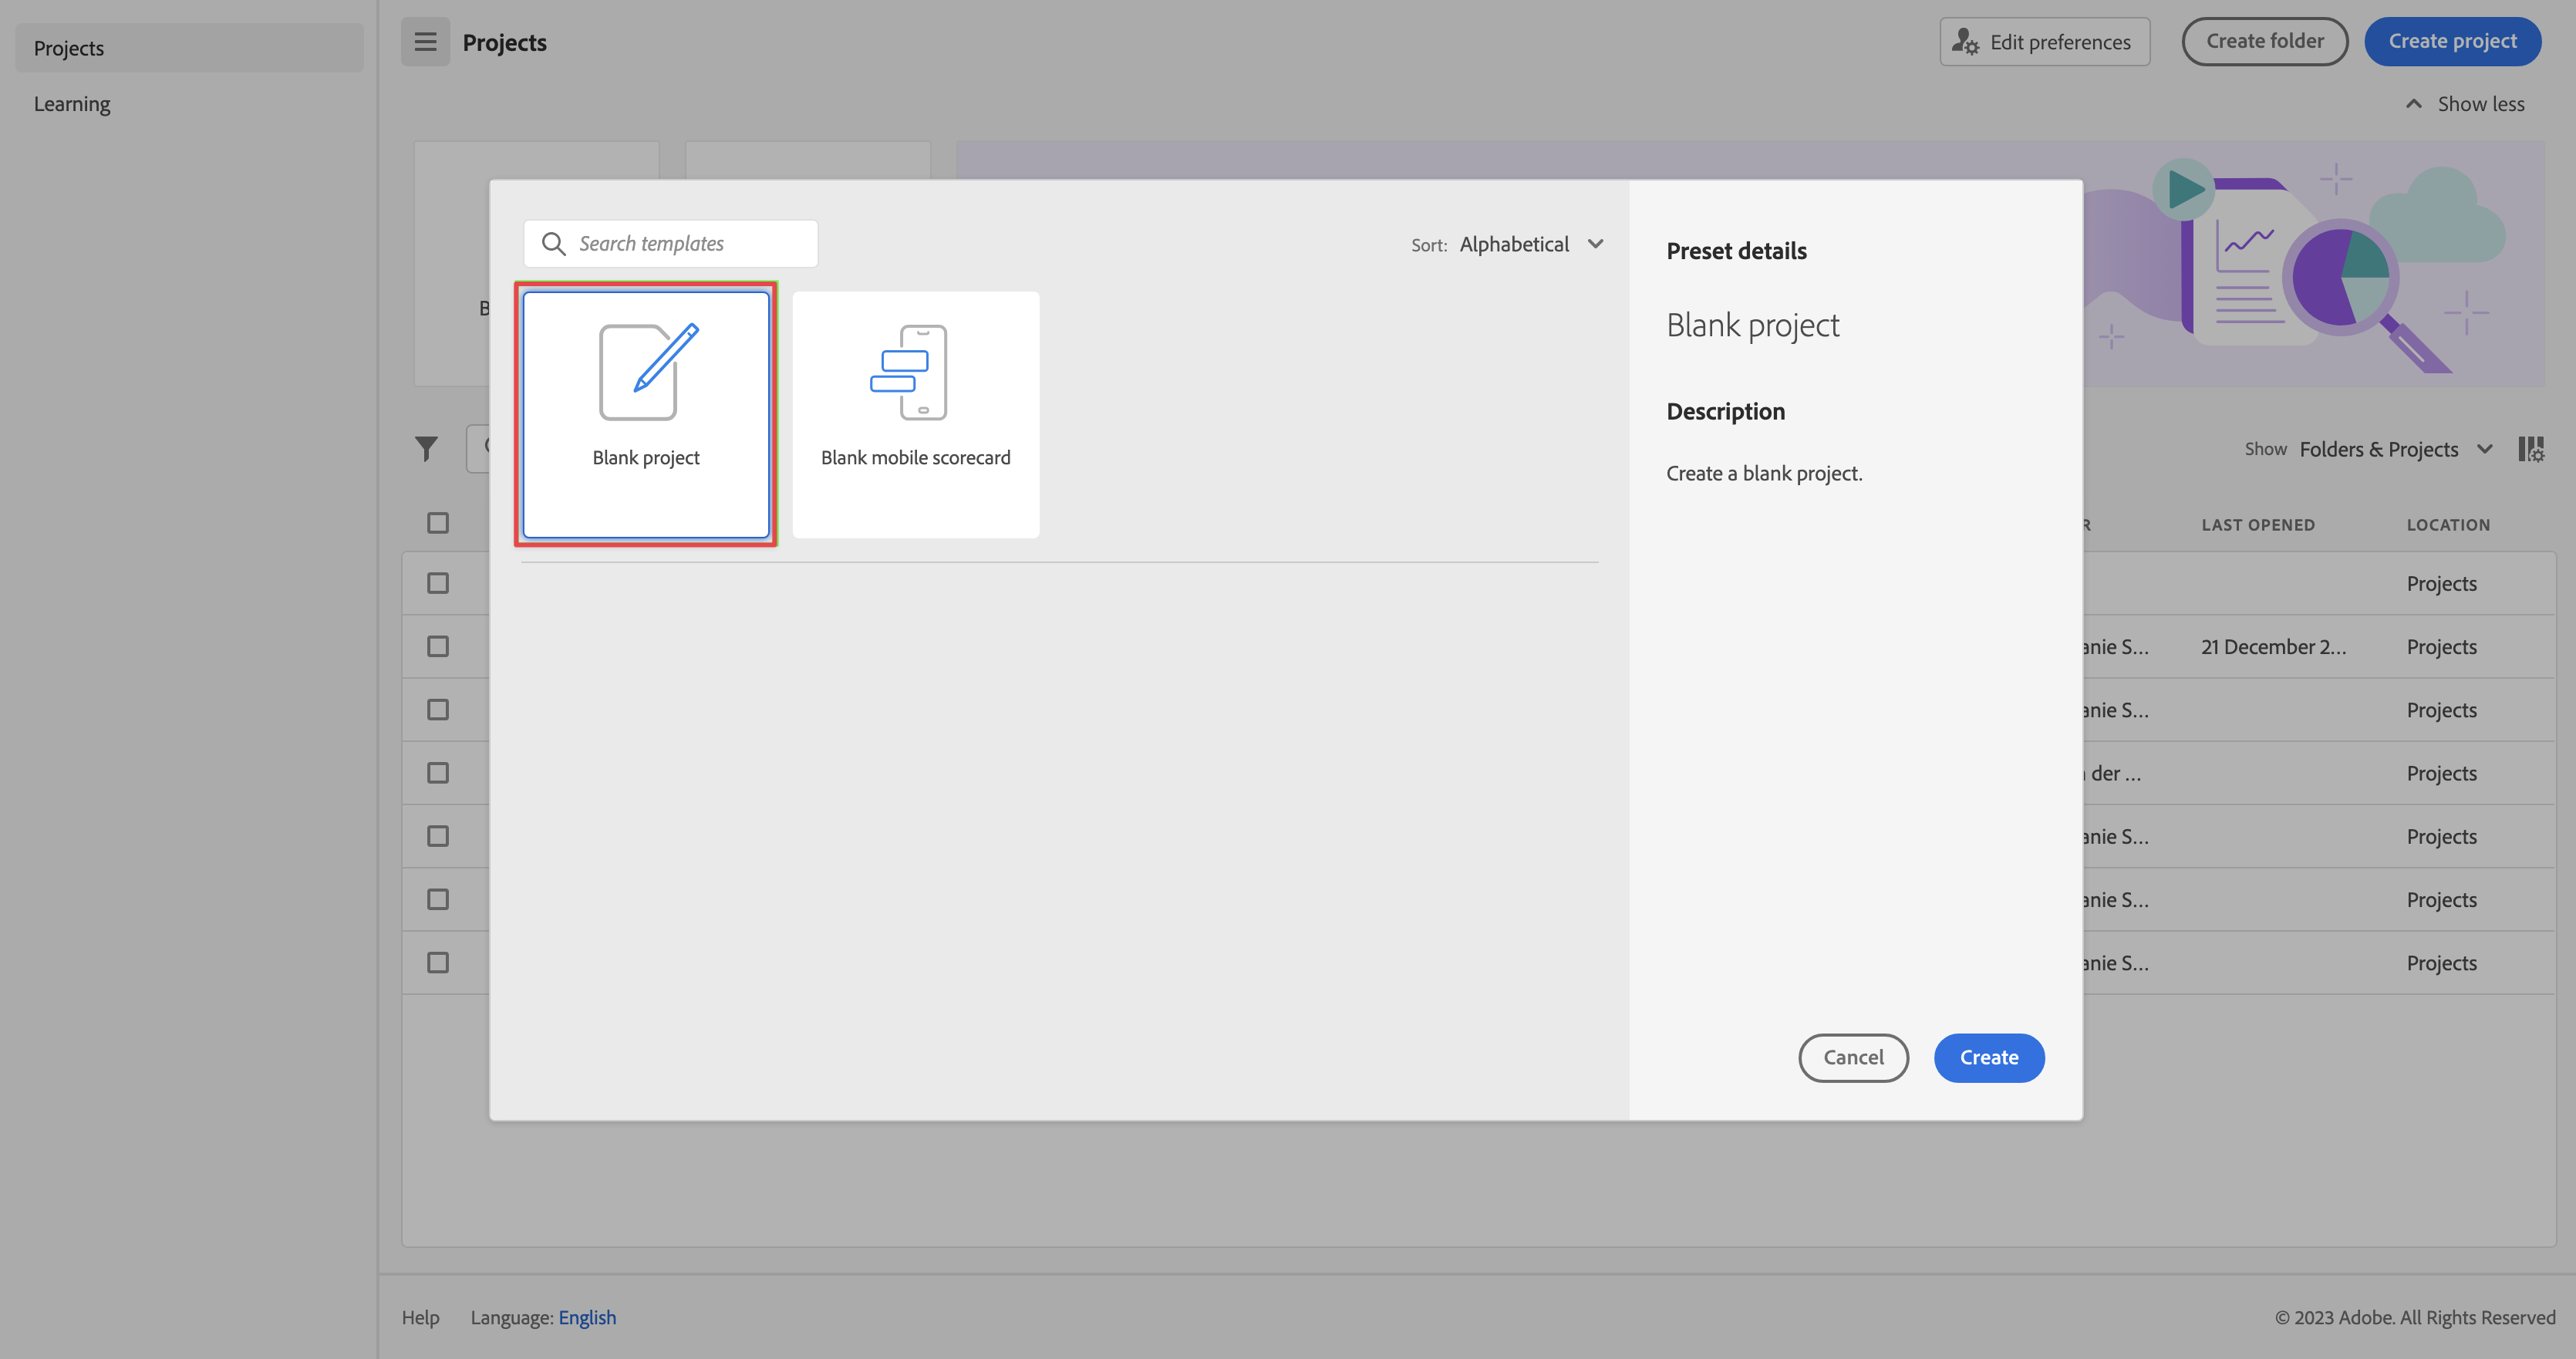 Projects
Learning
Projects
Edit preferences
Create folder
Create project
Show less
Search templates
Sort: Alphabetical
Blank project
Blank mobile scorecard
Preset details
Blank project
Description
Create a blank project.
Cancel
Create
Show Folders & Projects
LAST OPENED
LOCATION
Projects
anie S... 21 December 2... Projects
anie S... Projects
der ... Projects
anie S... Projects
anie S... Projects
anie S... Projects
Help
Language: English
© 2023 Adobe. All Rights Reserved